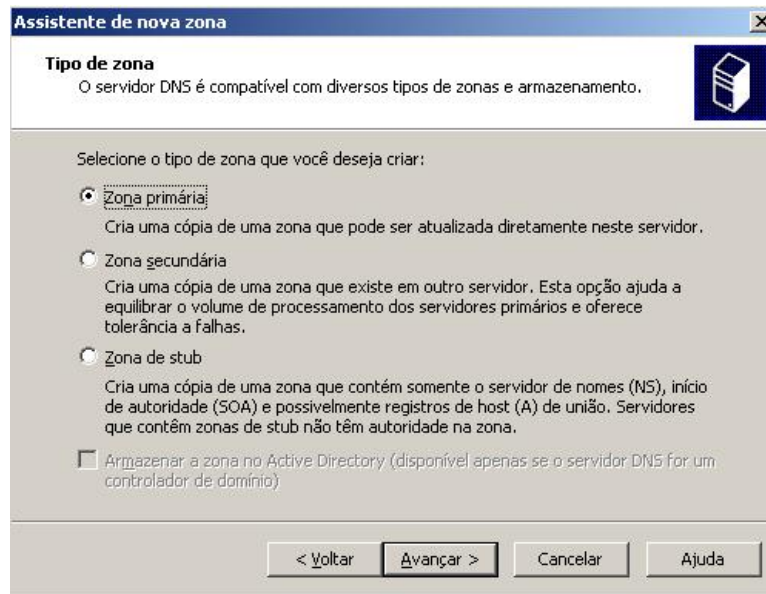 Assistente de nova zona
Tipo de zona
O servidor DNS é compatível com diversos tipos de zonas e armazenamento.
Selecione o tipo de zona que você deseja criar:
Zona primária
Cria uma cópia de uma zona que pode ser atualizada diretamente neste servidor.
Zona secundária
Cria uma cópia de uma zona que existe em outro servidor. Esta opção ajuda a
equilibrar o volume de processamento dos servidores primários e oferece
tolerância a falhas.
Zona de stub
Cria uma cópia de uma zona que contém somente o servidor de nomes (NS), início
de autoridade (SOA) e possivelmente registros de host (A) de união. Servidores
que contêm zonas de stub não têm autoridade na zona.
Armazenar a zona no Active Directory (disponível apenas se o servidor DNS for um
controlador de domínio)
< Voltar Avançar > Cancelar Ajuda